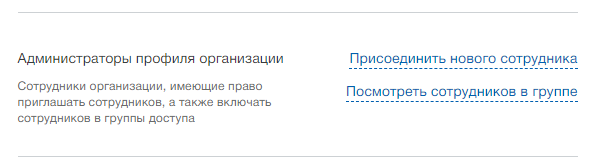 Администраторы профиля организации
Присоединить нового сотрудника
Сотрудники организации, имеющие право
приглашать сотрудников, а также включать
сотрудников в группы доступа
Посмотреть сотрудников в группе